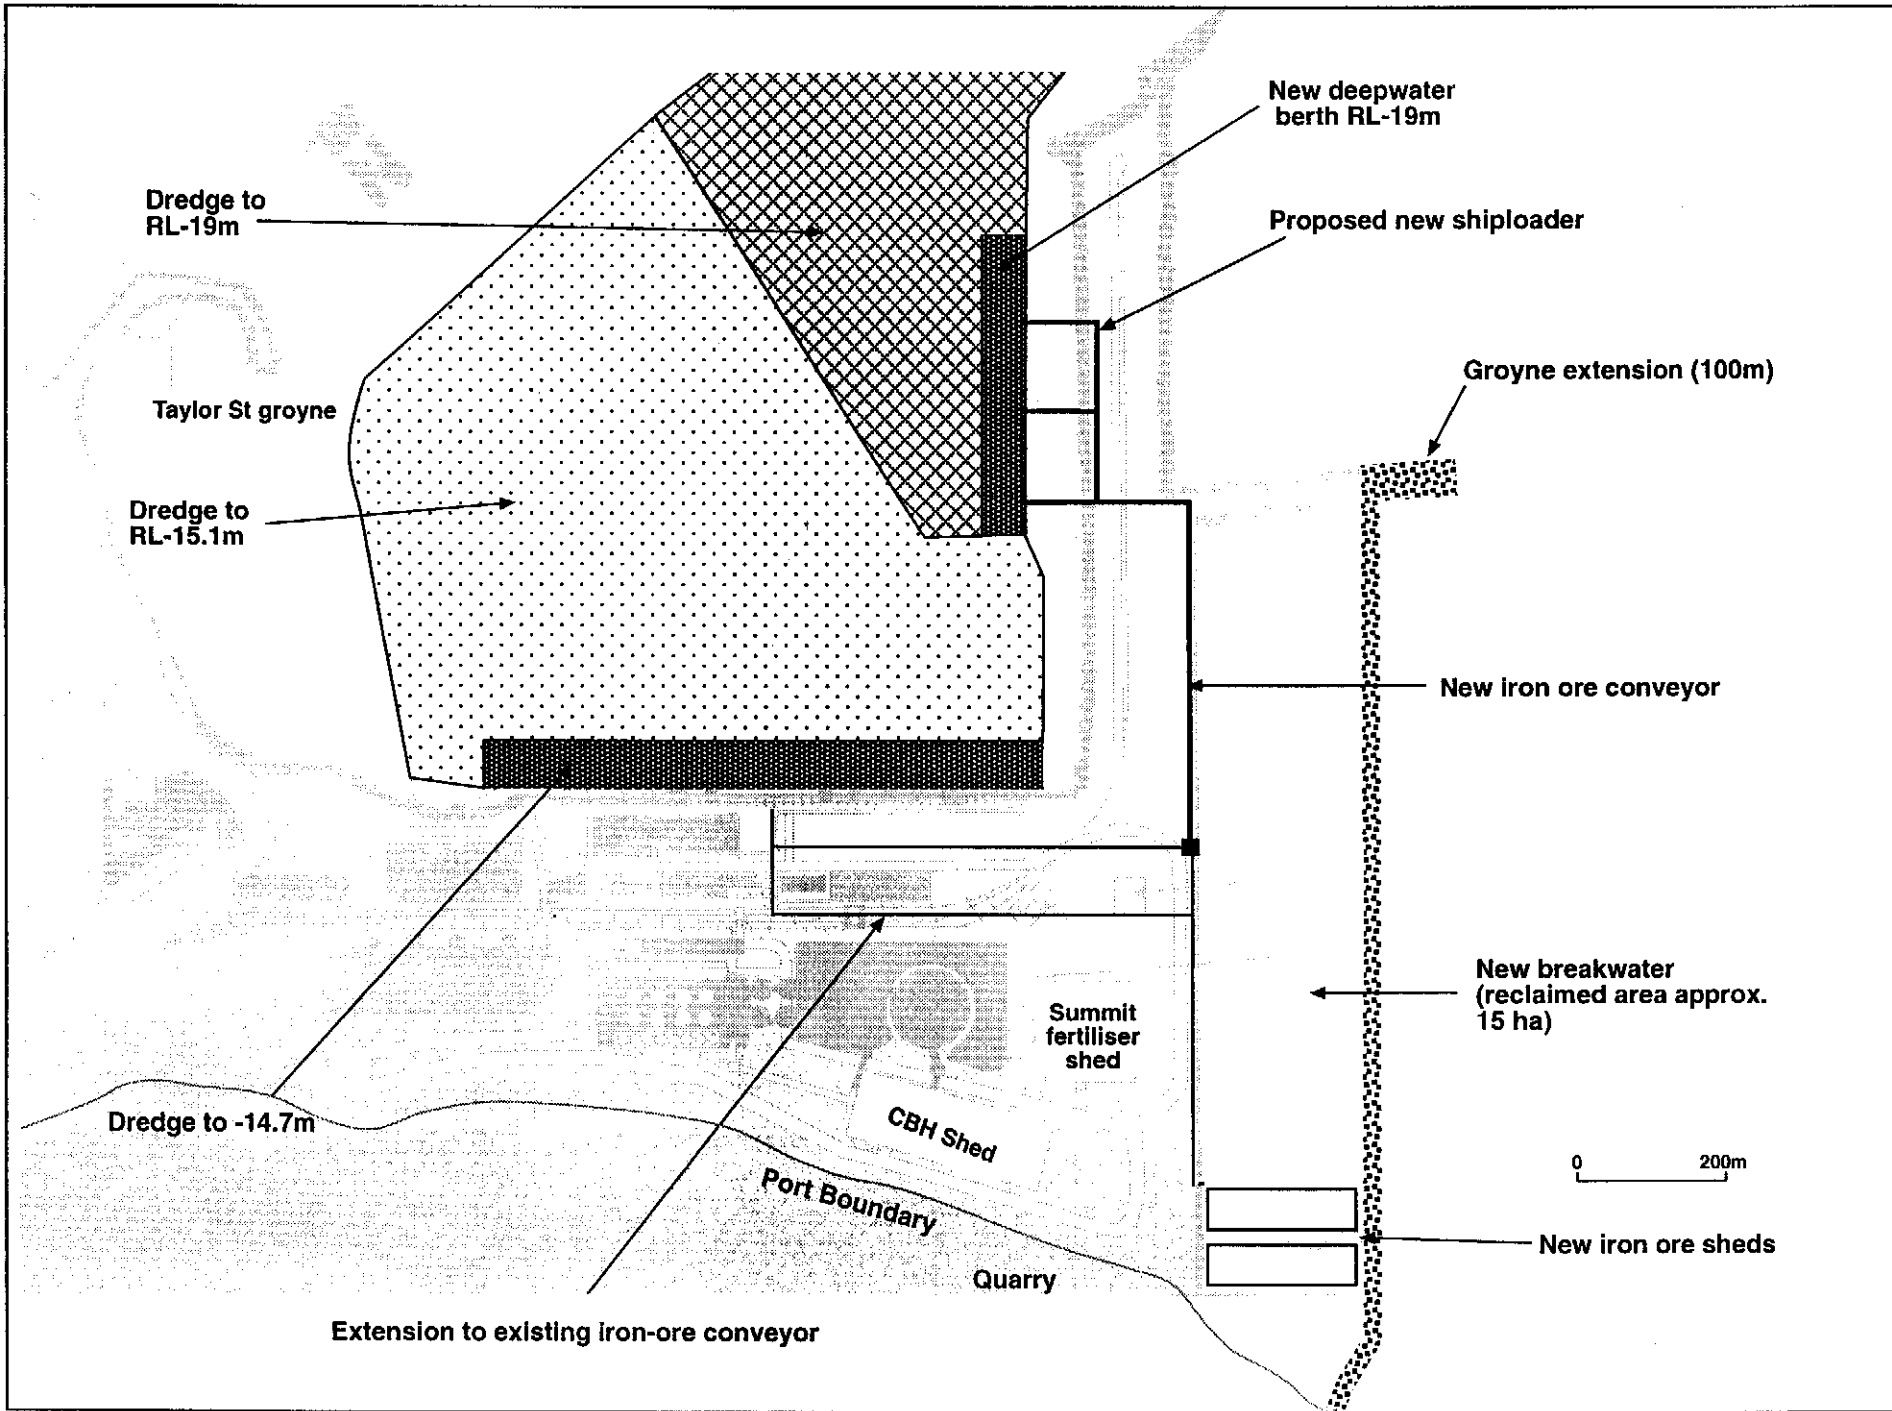 New deepwater
berth RL-19m
Dredge to
RL-19m
Proposed new shiploader
Groyne extension (100m)
Taylor St groyne
Dredge to
RL-15.1m
New iron ore conveyor
New breakwater
(reclaimed area approx.
15 ha)
Summit
fertiliser
shed
Dredge to -14.7m
CBH Shed
Port Boundary
0 200m
New iron ore sheds
Quarry
Extension to existing iron-ore conveyor